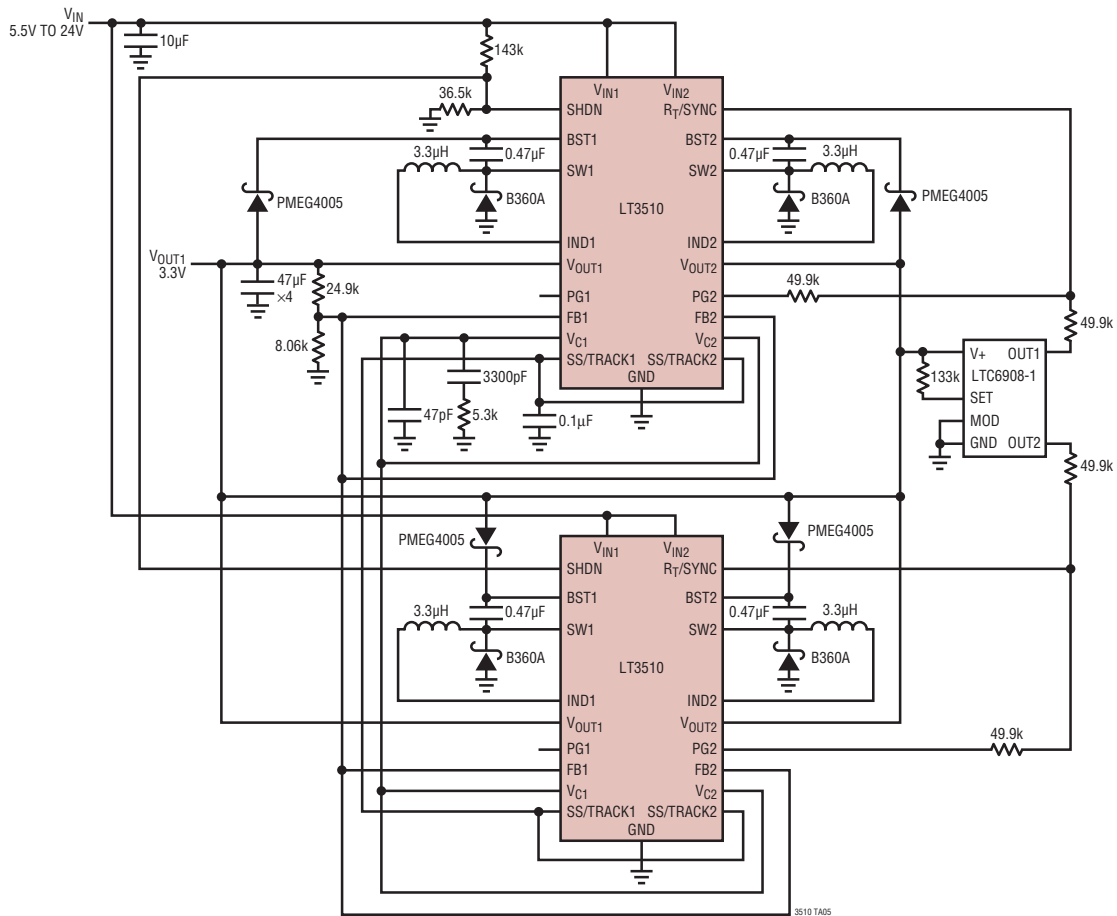 VIN
5.5V TO 24V
10µF
143k
36.5k
VIN1
VIN2
SHDN
RT/SYNC
BST1
BST2
3.3µH
0.47µF
0.47µF
3.3µH
SW1
SW2
PMEG4005
B360A
LT3510
B360A
PMEG4005
IND1
IND2
VOUT1
3.3V
VOUT1
VOUT2
47µF
×4
24.9k
PG1
PG2
49.9k
49.9k
FB1
FB2
8.06k
VC1
VC2
SS/TRACK1
SS/TRACK2
GND
3300pF
47pF
5.3k
0.1µF
V+
OUT1
133k
LTC6908-1
SET
MOD
GND
OUT2
49.9k
PMEG4005
PMEG4005
VIN1
VIN2
SHDN
RT/SYNC
BST1
BST2
3.3µH
0.47µF
0.47µF
3.3µH
SW1
SW2
B360A
LT3510
B360A
IND1
IND2
VOUT1
VOUT2
49.9k
PG1
PG2
FB1
FB2
VC1
VC2
SS/TRACK1
SS/TRACK2
GND
3510 TA05